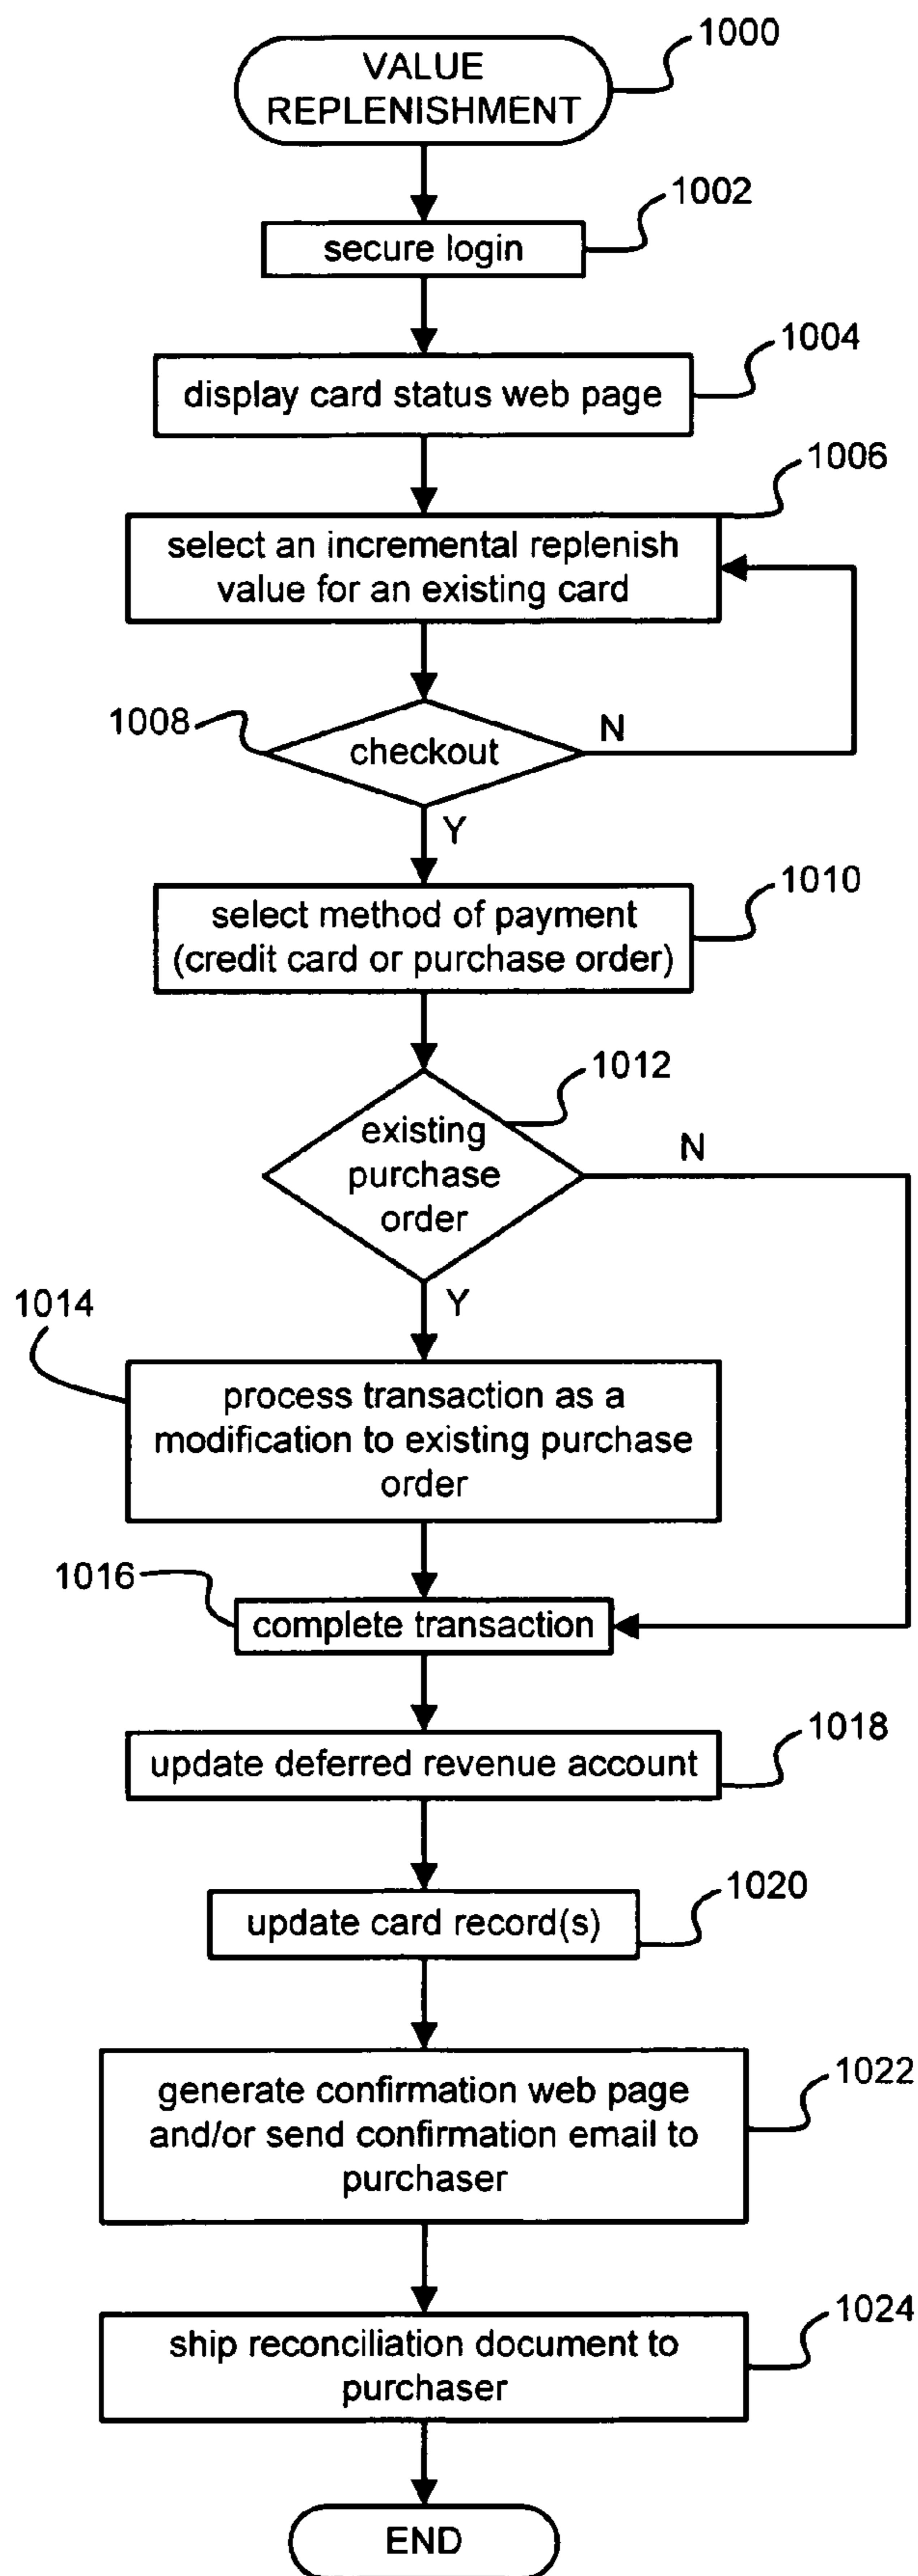 1000
VALUE
REPLENISHMENT
1002
secure login
1004
display card status web page
1006
select an incremental replenish
value for an existing card
1008
checkout
N
Y
1010
select method of payment
(credit card or purchase order)
1012
existing
purchase
order
N
Y
1014
process transaction as a
modification to existing purchase
order
1016
complete transaction
1018
update deferred revenue account
1020
update card record(s)
1022
generate confirmation web page
and/or send confirmation email to
purchaser
1024
ship reconciliation document to
purchaser
END